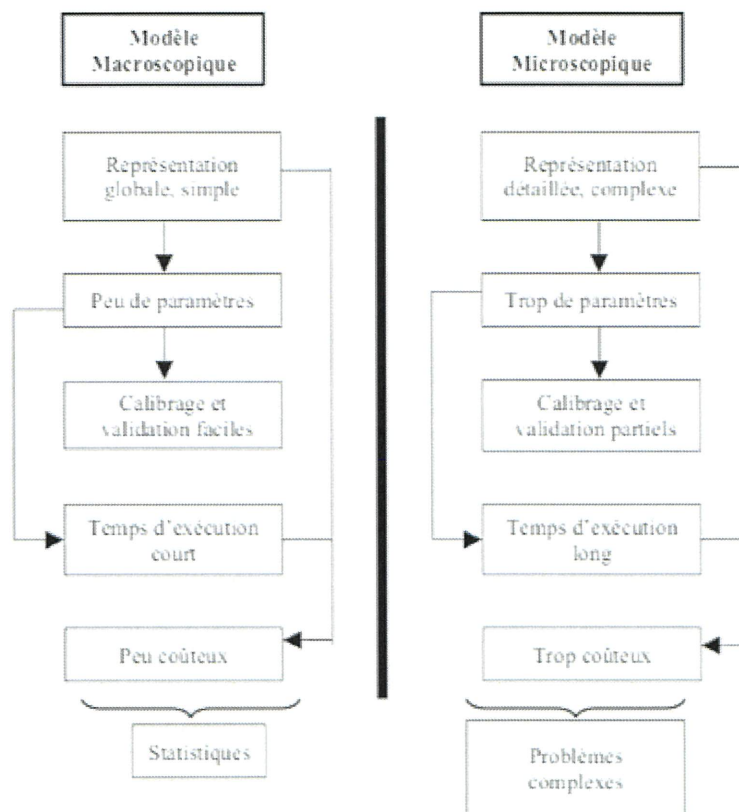 Modèle
Macroscopique
Représentation
globale, simple
Peu de paramètres
Calibrage et
validation faciles
Temps d'exécution
court
Peu coûteux
Statistiques
Modèle
Microscopique
Représentation
détaillée, complexe
Trop de paramètres
Calibrage et
validation partiels
Temps d'exécution
long
Trop coûteux
Problèmes
complexes